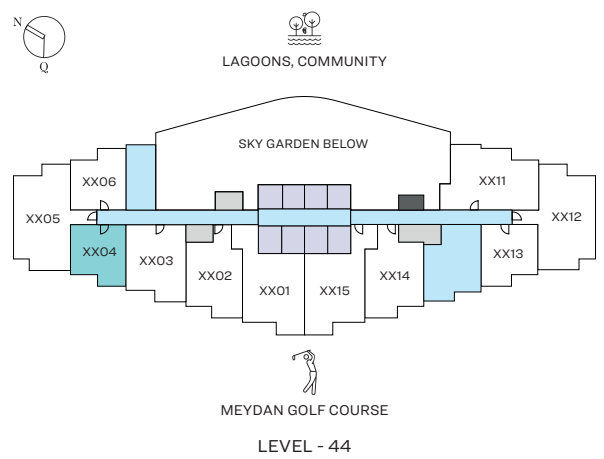 N
Q
LAGOONS, COMMUNITY
SKY GARDEN BELOW
XX06
XX11
XX05
XX12
XX04
XX03
XX13
XX02
XX14
XX01
XX15
MEYDAN GOLF COURSE
LEVEL - 44